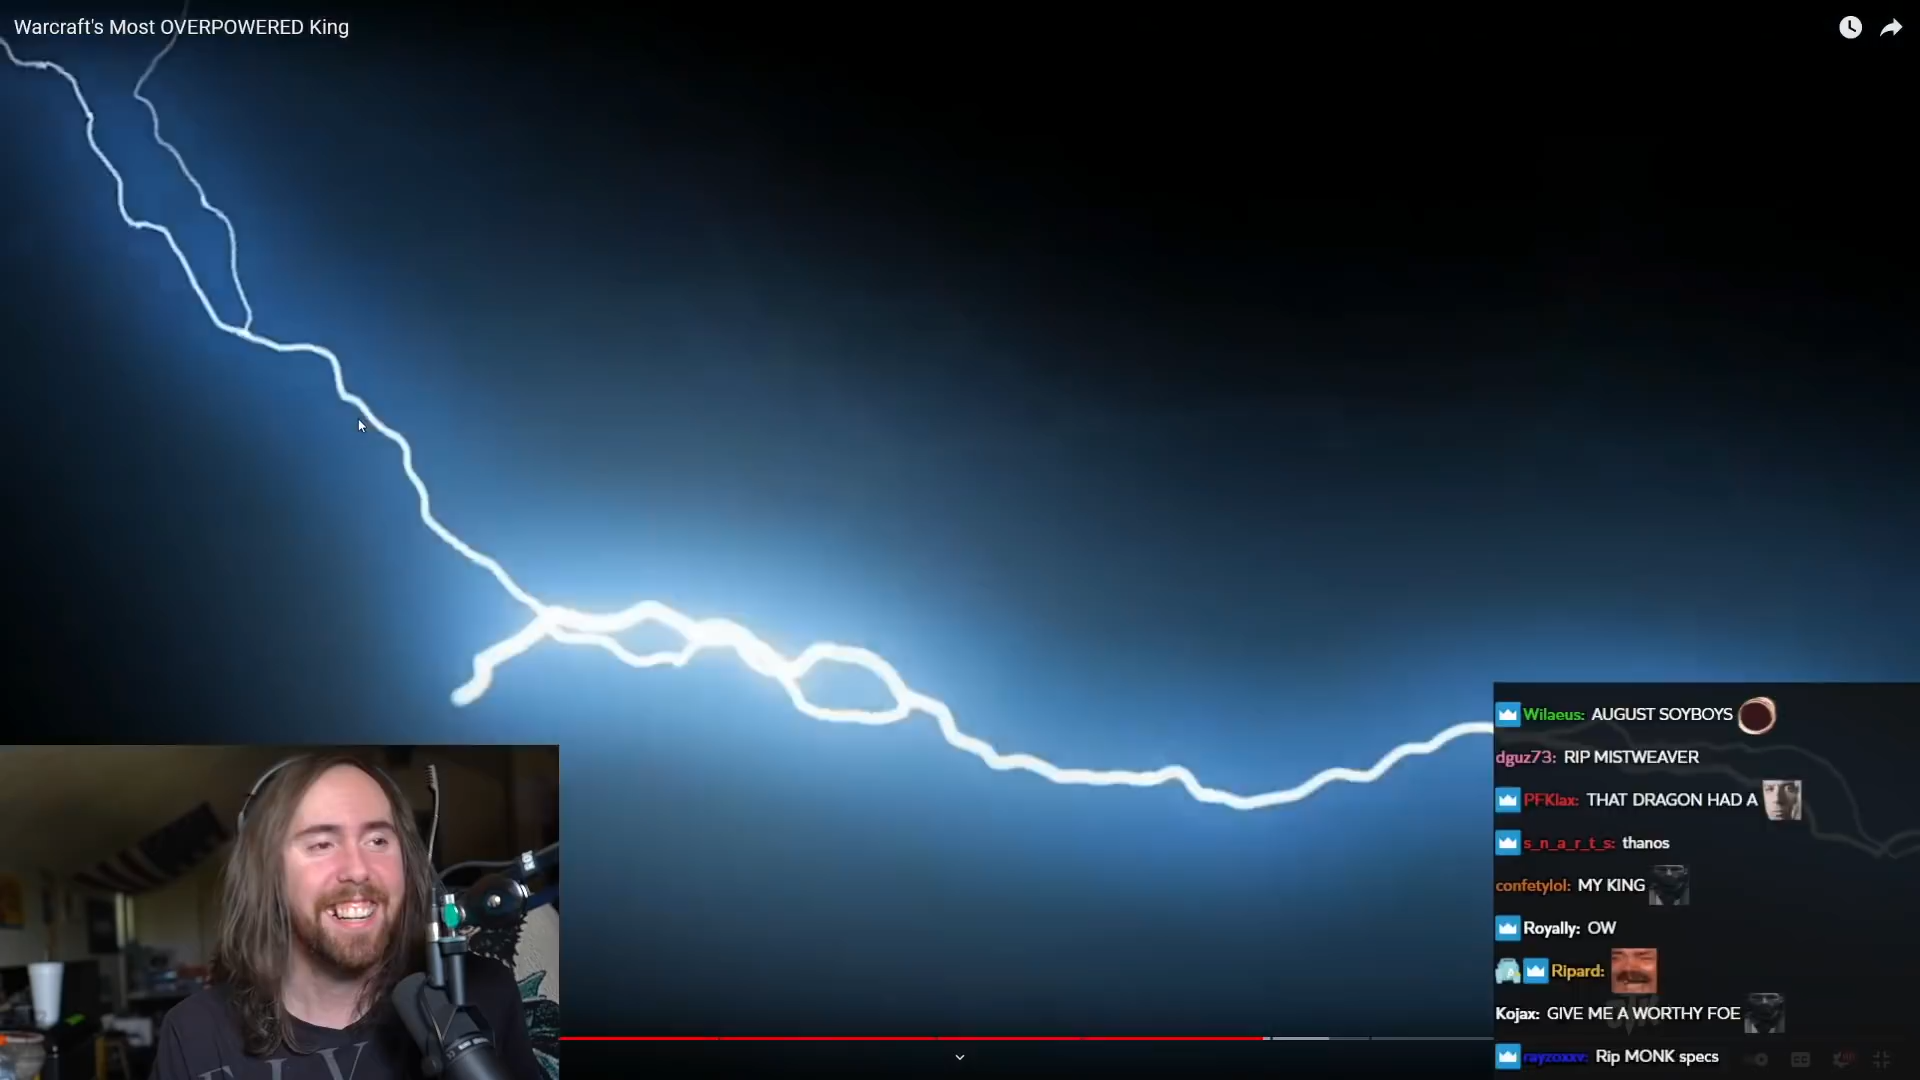 Warcraft's Most OVERPOWERED King
Wilaeus: AUGUST SOYBOYS
dguz73: RIP MISTWEAVER
PFKlax: THAT DRAGON HAD A
s_n_a_r_t_s: thanos
confetylol: MY KING
Royally: OW
Ripard:
Kojax: GIVE ME A WORTHY FOE
rayzoxxv: Rip MONK specs